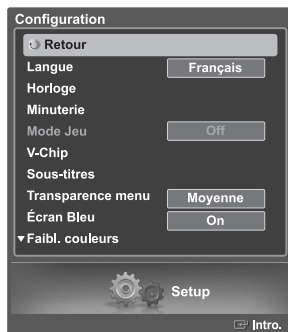 Configuration
Retour
Langue Français
Horloge
Minuterie
Mode Jeu Off
V-Chip
Sous-titres
Transparence menu Moyenne
Écran Bleu On
▼Faibl. couleurs
Setup
Intro.